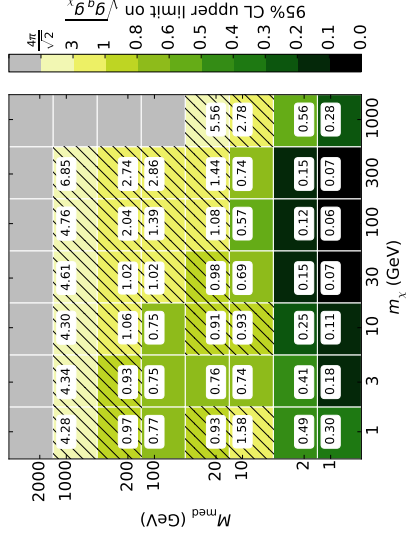 M_med (GeV)
2000
1000 4.28 4.34 4.30 4.61 4.76 6.85
200 0.97 0.93 1.06 1.02 2.04 2.74
100 0.77 0.75 0.75 1.02 1.39 2.86
20 0.93 0.76 0.91 0.98 1.08 1.44 5.56
10 1.58 0.74 0.93 0.69 0.57 0.74 2.78
2 0.49 0.41 0.25 0.15 0.12 0.15 0.56
1 0.30 0.18 0.11 0.07 0.06 0.07 0.28
1 3 10 30 100 300 1000
m_χ (GeV)
4π/√2
3
1
0.8
0.6
0.5
0.4
0.3
0.2
0.1
0.0
95% CL upper limit on √(g_q g_χ)